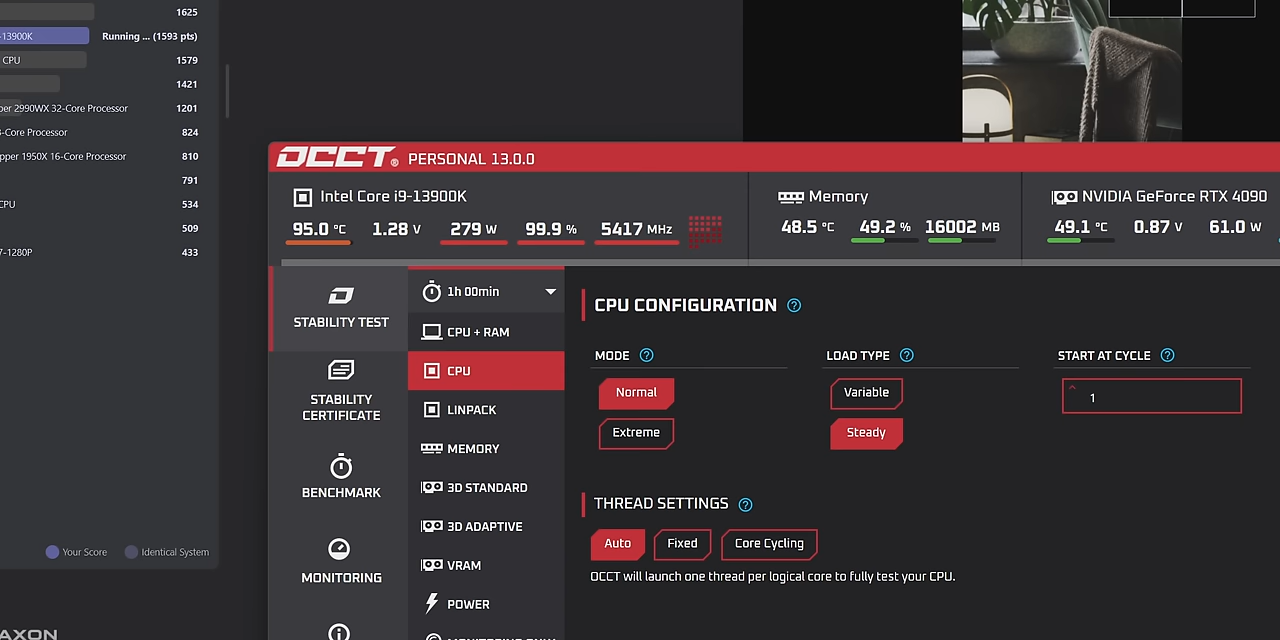 1625
-13900K Running ... (1593 pts)
CPU 1579
1421
per 2990WX 32-Core Processor 1201
-Core Processor 824
pper 1950X 16-Core Processor 810
791
CPU 534
509
7-1280P 433
Your Score Identical System
AXON
OCCT® PERSONAL 13.0.0
Intel Core i9-13900K
95.0 °C 1.28 V 279 W 99.9 % 5417 MHz
Memory
48.5 °C 49.2 % 16002 MB
NVIDIA GeForce RTX 4090
49.1 °C 0.87 V 61.0 W
STABILITY TEST
STABILITY
CERTIFICATE
BENCHMARK
MONITORING
1h 00min
CPU + RAM
CPU
LINPACK
MEMORY
3D STANDARD
3D ADAPTIVE
VRAM
POWER
MONITORING ONLY
CPU CONFIGURATION ?
MODE ?
Normal
Extreme
LOAD TYPE ?
Variable
Steady
START AT CYCLE ?
1
THREAD SETTINGS ?
Auto Fixed Core Cycling
OCCT will launch one thread per logical core to fully test your CPU.